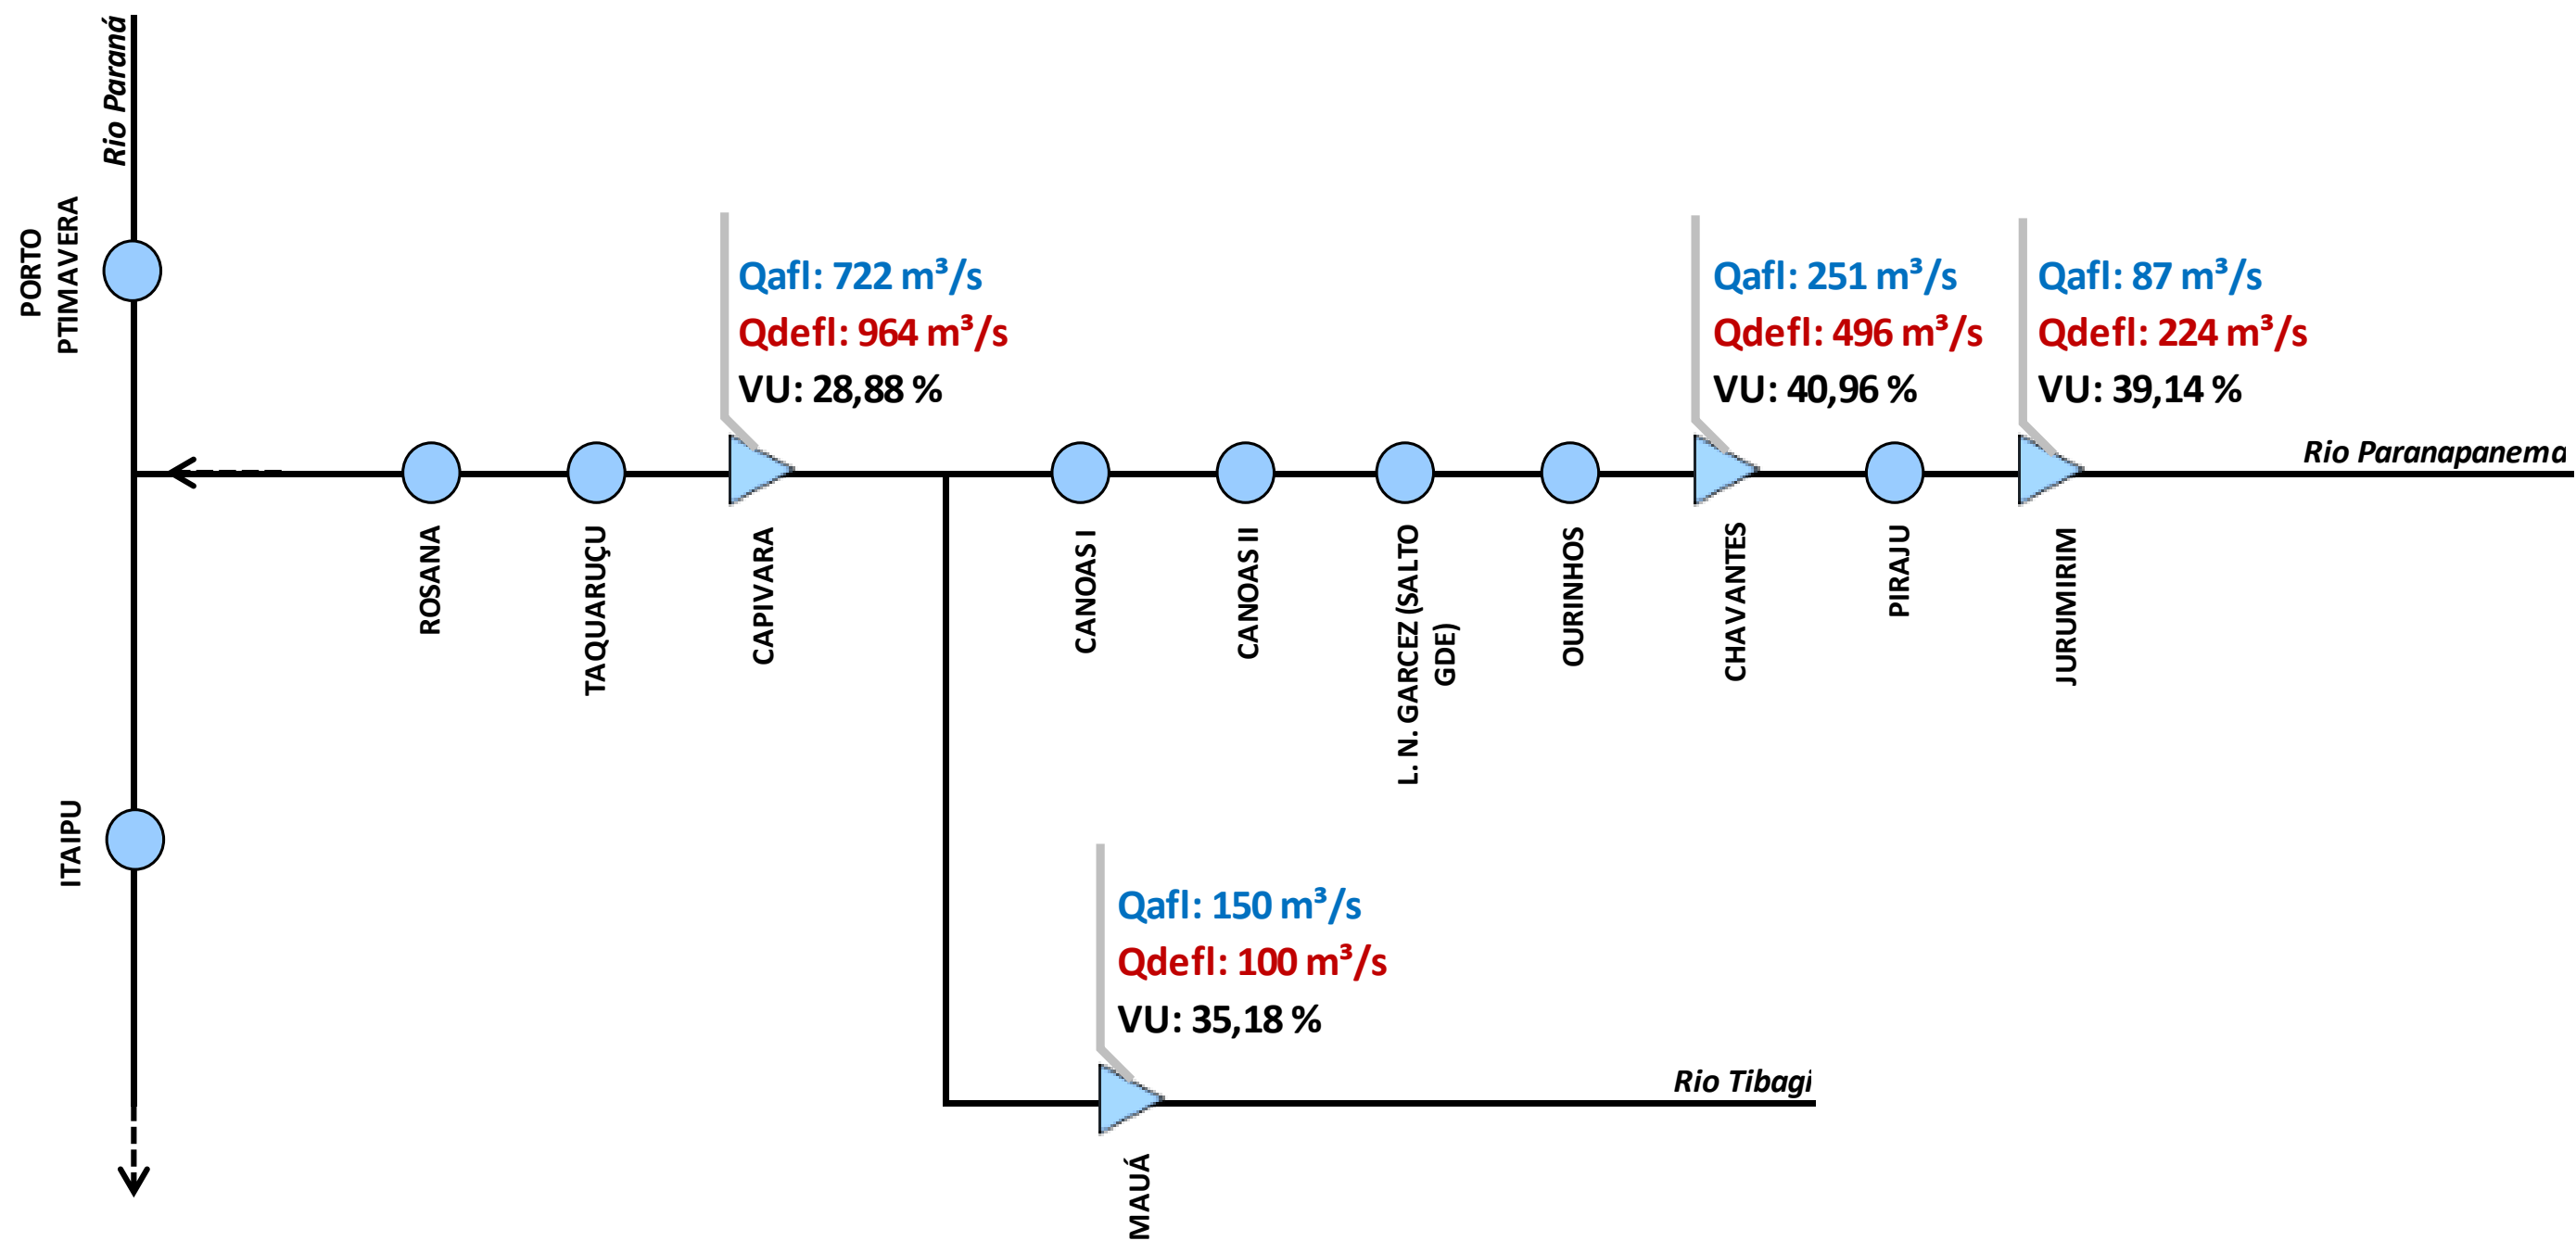 Rio Paraná
PORTO
PTIMAVERA
Qafl: 722 m³/s
Qdefl: 964 m³/s
VU: 28,88 %
Qafl: 251 m³/s
Qdefl: 496 m³/s
VU: 40,96 %
Qafl: 87 m³/s
Qdefl: 224 m³/s
VU: 39,14 %
Rio Paranapanema
ROSANA
TAQUARUÇU
CAPIVARA
CANOAS I
CANOAS II
L. N. GARCEZ (SALTO
GDE)
OURINHOS
CHAVANTES
PIRAJU
JURUMIRIM
ITAIPU
Qafl: 150 m³/s
Qdefl: 100 m³/s
VU: 35,18 %
Rio Tibagi
MAUÁ